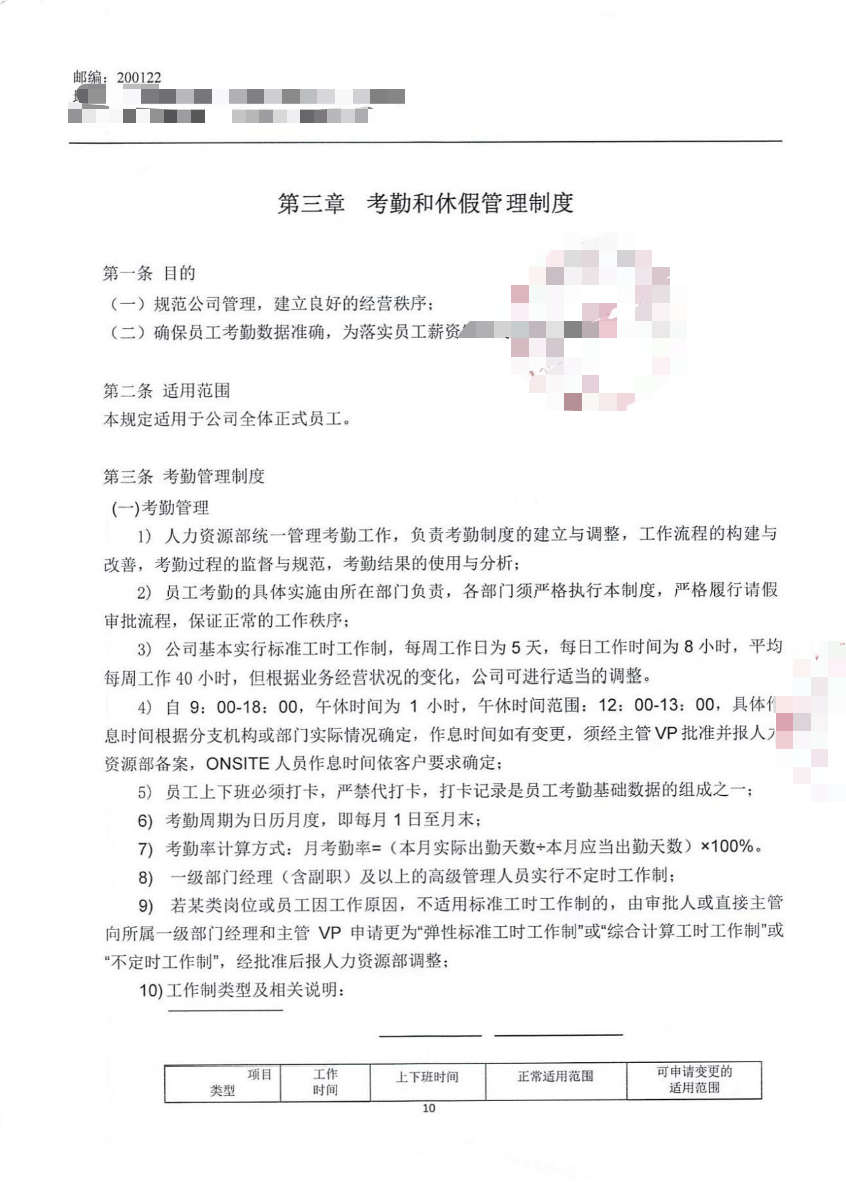 邮编：200122
第三章 考勤和休假管理制度
第一条 目的
（一）规范公司管理，建立良好的经营秩序；
（二）确保员工考勤数据准确，为落实员工薪资
第二条 适用范围
本规定适用于公司全体正式员工。
第三条 考勤管理制度
(一)考勤管理
1) 人力资源部统一管理考勤工作，负责考勤制度的建立与调整，工作流程的构建与
改善，考勤过程的监督与规范，考勤结果的使用与分析；
2) 员工考勤的具体实施由所在部门负责，各部门须严格执行本制度，严格履行请假
审批流程，保证正常的工作秩序；
3) 公司基本实行标准工时工作制，每周工作日为 5 天，每日工作时间为 8 小时，平均
每周工作 40 小时，但根据业务经营状况的变化，公司可进行适当的调整。
4) 自 9：00-18：00，午休时间为 1 小时，午休时间范围：12：00-13：00，具体作
息时间根据分支机构或部门实际情况确定，作息时间如有变更，须经主管 VP 批准并报人力
资源部备案，ONSITE 人员作息时间依客户要求确定；
5) 员工上下班必须打卡，严禁代打卡，打卡记录是员工考勤基础数据的组成之一；
6) 考勤周期为日历月度，即每月 1 日至月末；
7) 考勤率计算方式：月考勤率=（本月实际出勤天数÷本月应当出勤天数）×100%。
8) 一级部门经理（含副职）及以上的高级管理人员实行不定时工作制；
9) 若某类岗位或员工因工作原因，不适用标准工时工作制的，由审批人或直接主管
向所属一级部门经理和主管 VP 申请更为“弹性标准工时工作制”或“综合计算工时工作制”或
“不定时工作制”，经批准后报人力资源部调整；
10) 工作制类型及相关说明：
项目
类型
工作
时间
上下班时间
正常适用范围
可申请变更的
适用范围
10